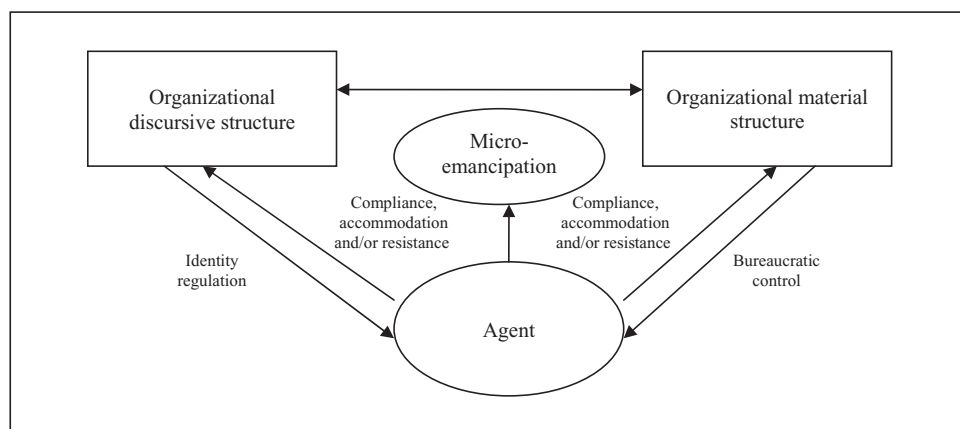 Organizational
discursive structure
Organizational material
structure
Micro-
emancipation
Compliance,
accommodation
and/or resistance
Compliance,
accommodation
and/or resistance
Identity
regulation
Bureaucratic
control
Agent